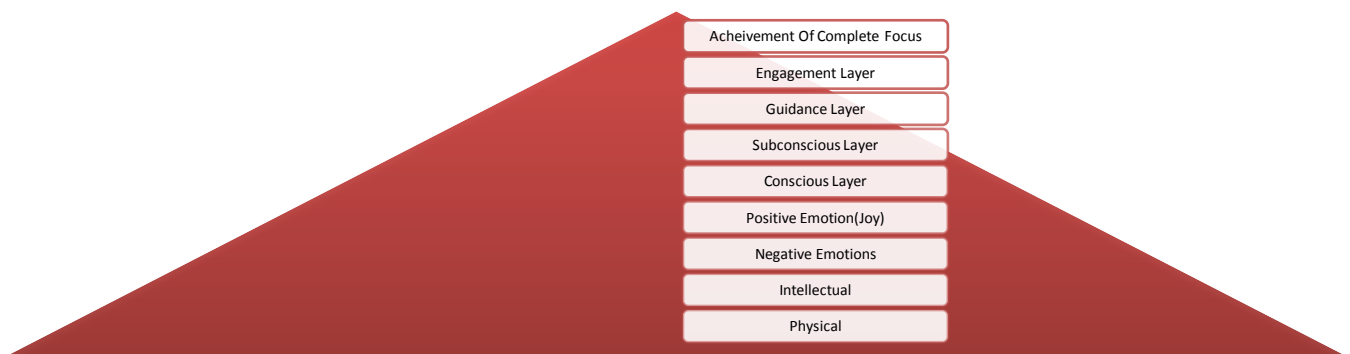 Acheivement Of Complete Focus
Engagement Layer
Guidance Layer
Subconscious Layer
Conscious Layer
Positive Emotion(Joy)
Negative Emotions
Intellectual
Physical